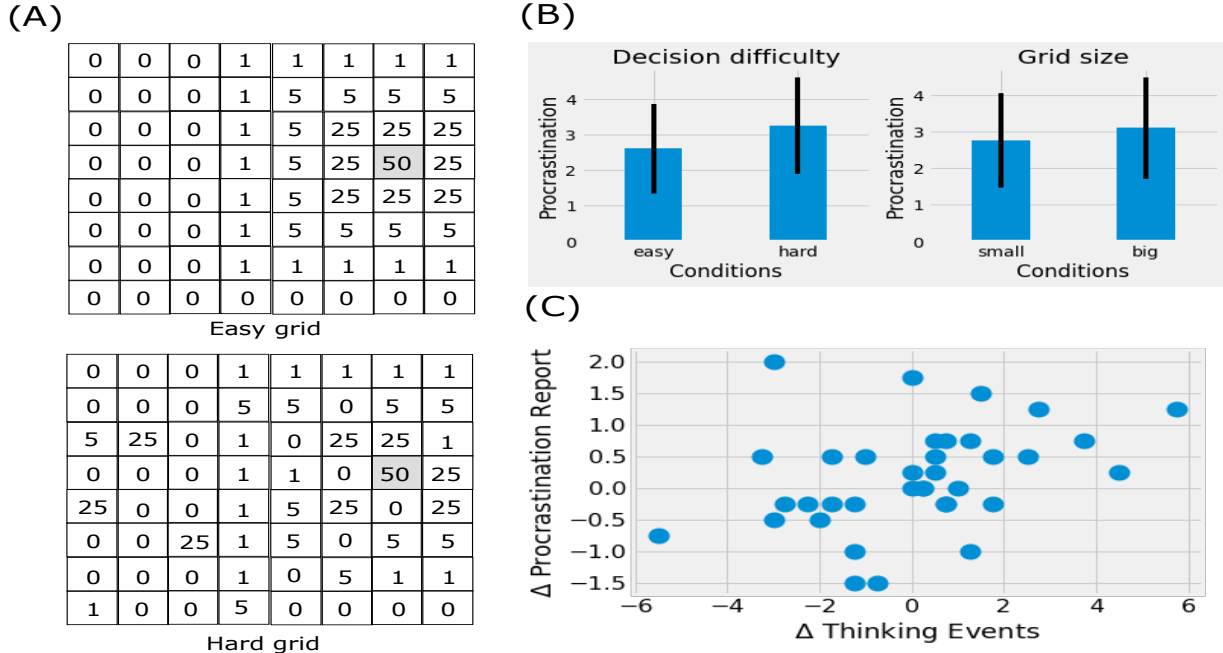 (A)
0 0 0 1 1 1 1 1
0 0 0 1 5 5 5 5
0 0 0 1 5 25 25 25
0 0 0 1 5 25 50 25
0 0 0 1 5 25 25 25
0 0 0 1 5 5 5 5
0 0 0 1 1 1 1 1
0 0 0 0 0 0 0 0
Easy grid
0 0 0 1 1 1 1 1
0 0 0 5 5 0 5 5
5 25 0 1 0 25 25 1
0 0 0 1 1 0 50 25
25 0 0 1 5 25 0 25
0 0 25 1 5 0 5 5
0 0 0 1 0 5 1 1
1 0 0 5 0 0 0 0
Hard grid
(B)
Decision difficulty
Procrastination
4
3
2
1
0
easy hard
Conditions
Grid size
Procrastination
4
3
2
1
0
small big
Conditions
(C)
Δ Procrastination Report
2.0
1.5
1.0
0.5
0.0
−0.5
−1.0
−1.5
−6 −4 −2 0 2 4 6
Δ Thinking Events